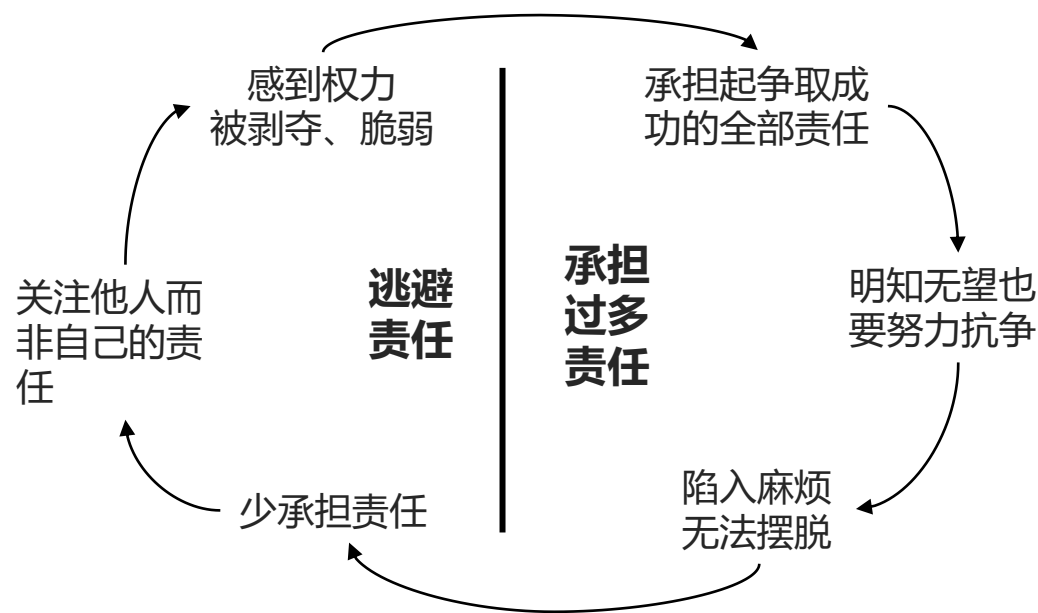 感到权力
被剥夺、脆弱
承担起争取成
功的全部责任
逃避
责任
承担
过多
责任
关注他人而
非自己的责
任
明知无望也
要努力抗争
少承担责任
陷入麻烦
无法摆脱